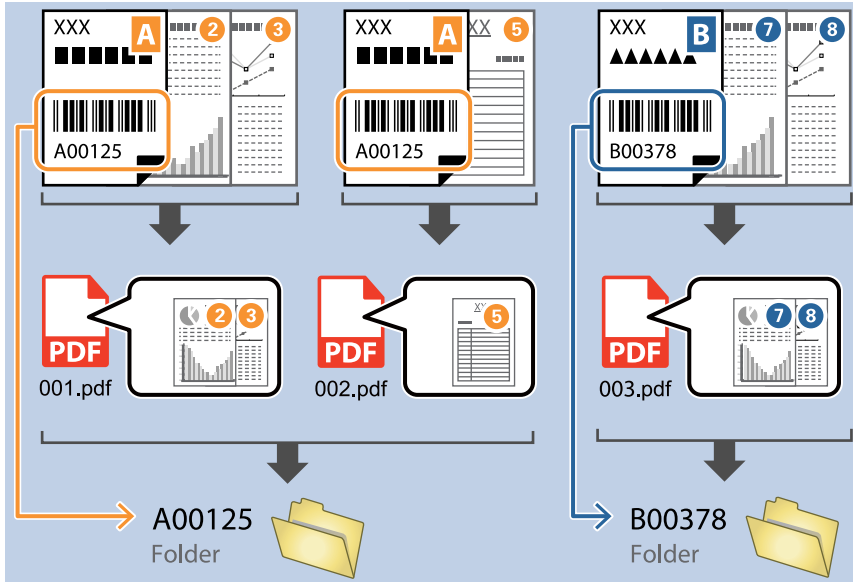 XXX A 2 3
A00125
XXX A XX 5
A00125
XXX B 7 8
B00378
PDF 2 3
001.pdf
PDF XX 5
002.pdf
PDF 7 8
003.pdf
A00125
Folder
B00378
Folder